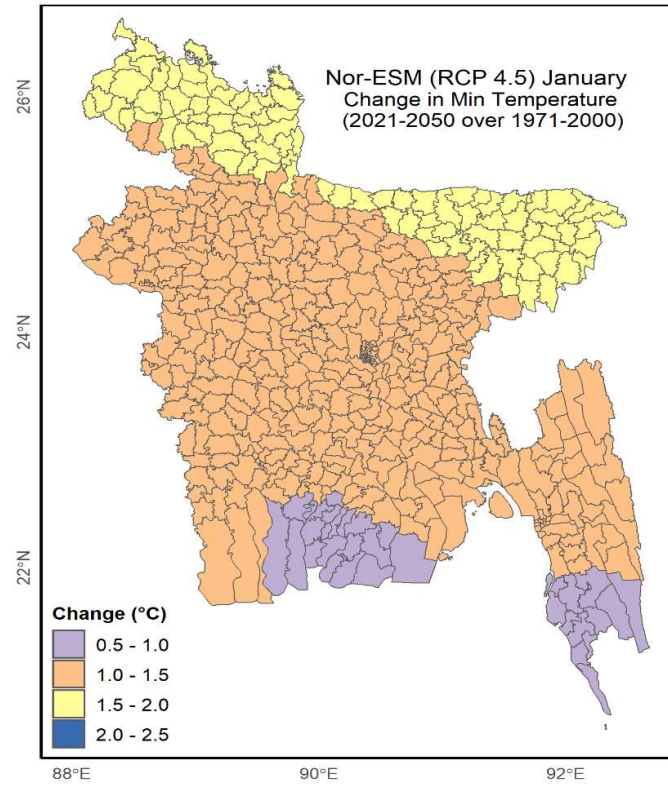 Nor-ESM (RCP 4.5) January
Change in Min Temperature
(2021-2050 over 1971-2000)
26°N
24°N
22°N
Change (°C)
0.5 - 1.0
1.0 - 1.5
1.5 - 2.0
2.0 - 2.5
1
88°E 90°E 92°E